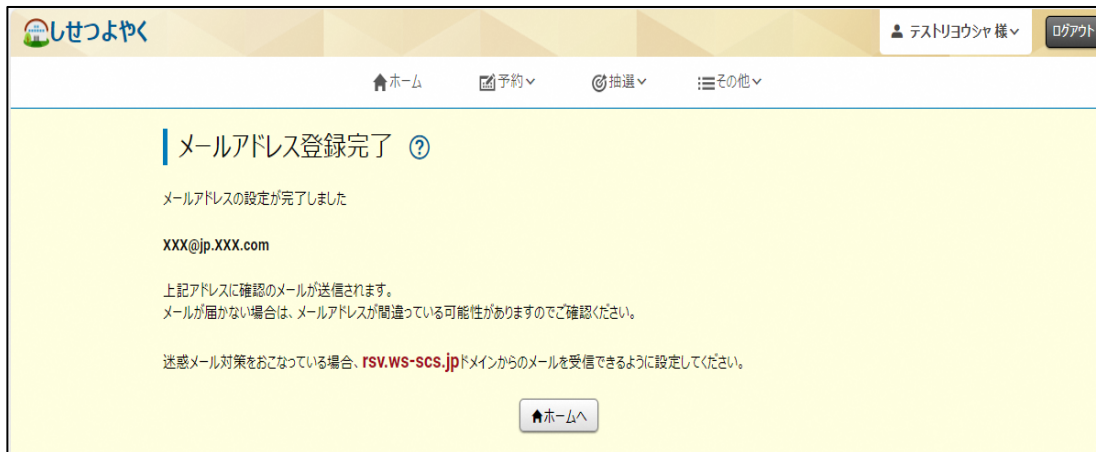 しせつよやく
テストリヨウシャ 様
ログアウト
ホーム 予約 抽選 その他
メールアドレス登録完了 ?
メールアドレスの設定が完了しました
XXX@jp.XXX.com
上記アドレスに確認のメールが送信されます。
メールが届かない場合は、メールアドレスが間違っている可能性がありますのでご確認ください。
迷惑メール対策をおこなっている場合、rsv.ws-scs.jpドメインからのメールを受信できるように設定してください。
ホームへ